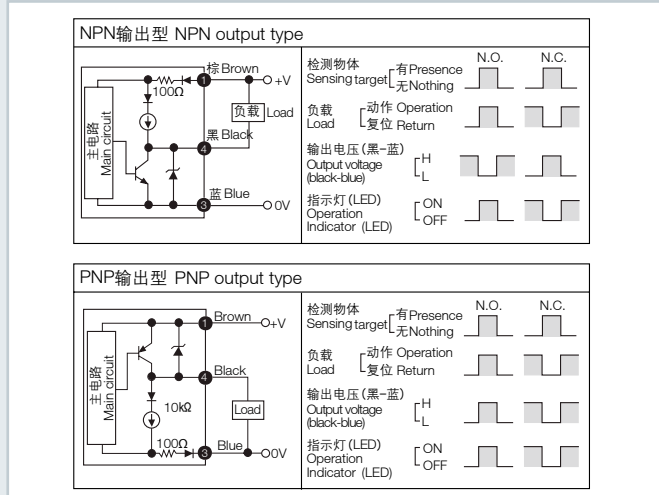 NPN输出型 NPN output type
棕 Brown
1
+V
100Ω
负载 Load
黑 Black
4
主电路
Main circuit
蓝 Blue
3
0V
N.O. N.C.
检测物体
Sensing target
有 Presence
无 Nothing
负载
Load
动作 Operation
复位 Return
输出电压(黑-蓝)
Output voltage
(black-blue)
H
L
指示灯(LED)
Operation
Indicator (LED)
ON
OFF
PNP输出型 PNP output type
Brown
1
+V
Black
4
主电路
Main circuit
10kΩ
Load
100Ω
Blue
3
0V
N.O. N.C.
检测物体
Sensing target
有 Presence
无 Nothing
负载
Load
动作 Operation
复位 Return
输出电压(黑-蓝)
Output voltage
(black-blue)
H
L
指示灯(LED)
Operation
Indicator (LED)
ON
OFF